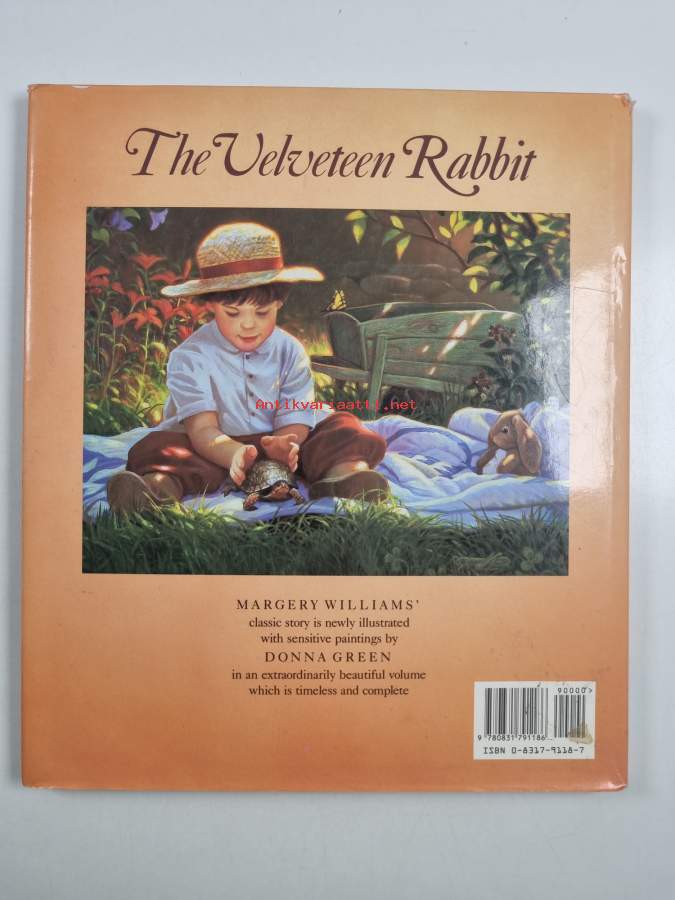 The Velveteen Rabbit
Antikvariaatti.net
MARGERY WILLIAMS'
classic story is newly illustrated
with sensitive paintings by
DONNA GREEN
in an extraordinarily beautiful volume
which is timeless and complete
90000>
9 780831 791186
ISBN 0-8317-9118-7